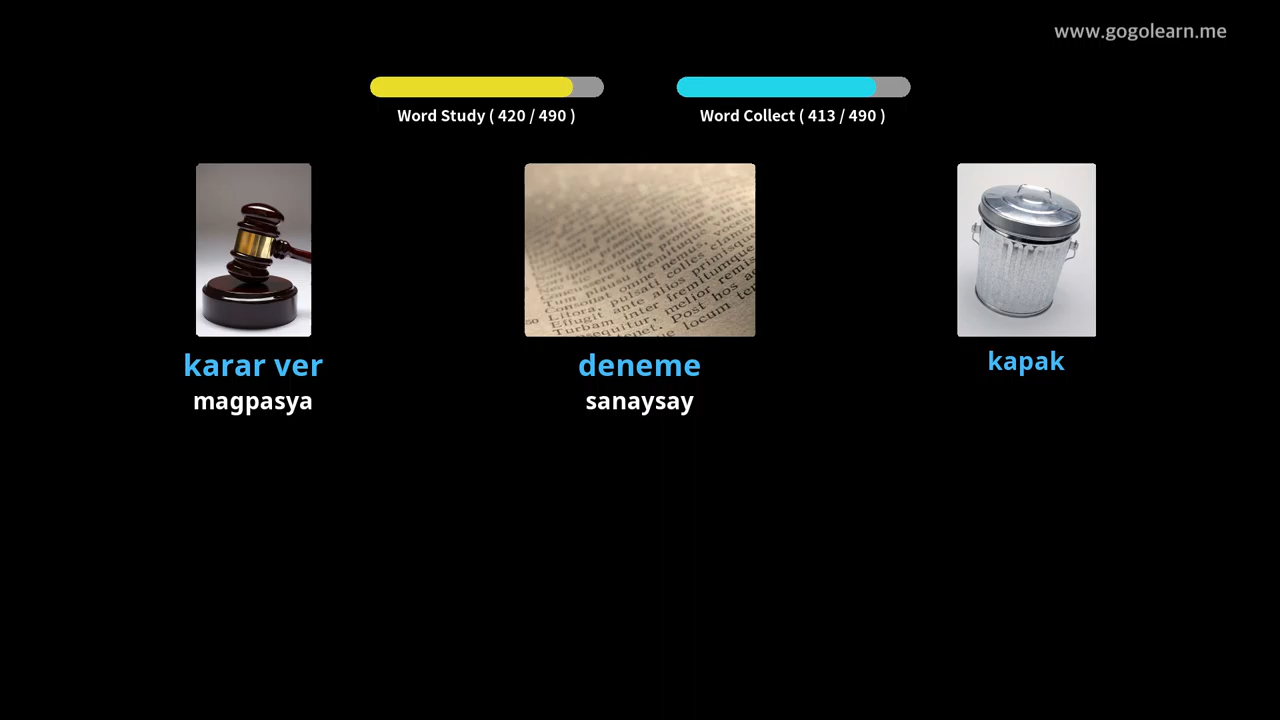 www.gogolearn.me
Word Study ( 420 / 490 )
Word Collect ( 413 / 490 )
karar ver
magpasya
deneme
sanaysay
kapak